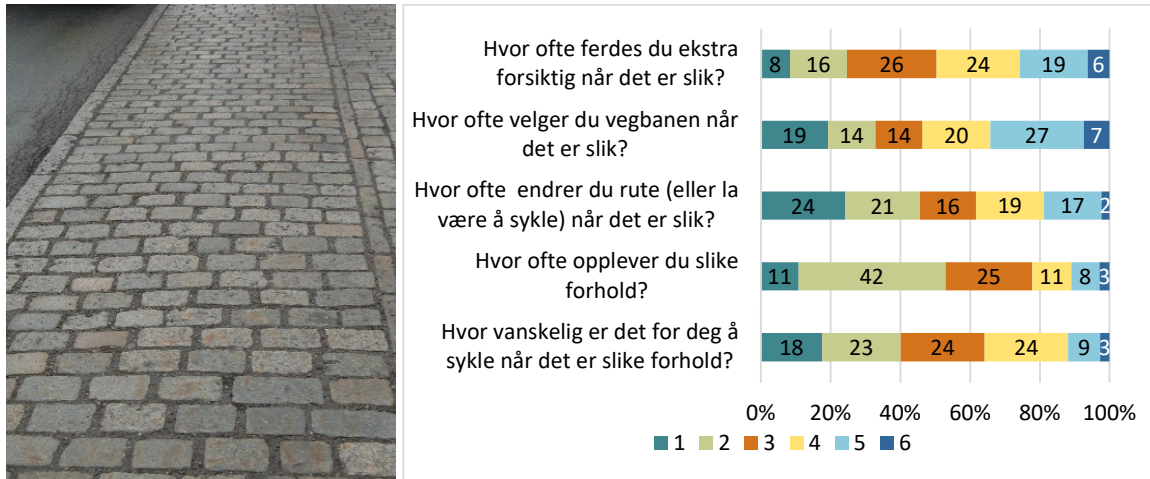 Hvor ofte ferdes du ekstra
forsiktig når det er slik?
8 16 26 24 19 6
Hvor ofte velger du vegbanen når
det er slik?
19 14 14 20 27 7
Hvor ofte  endrer du rute (eller la
være å sykle) når det er slik?
24 21 16 19 17 2
Hvor ofte opplever du slike
forhold?
11 42 25 11 8 3
Hvor vanskelig er det for deg å
sykle når det er slike forhold?
18 23 24 24 9 3
0% 20% 40% 60% 80% 100%
1 2 3 4 5 6